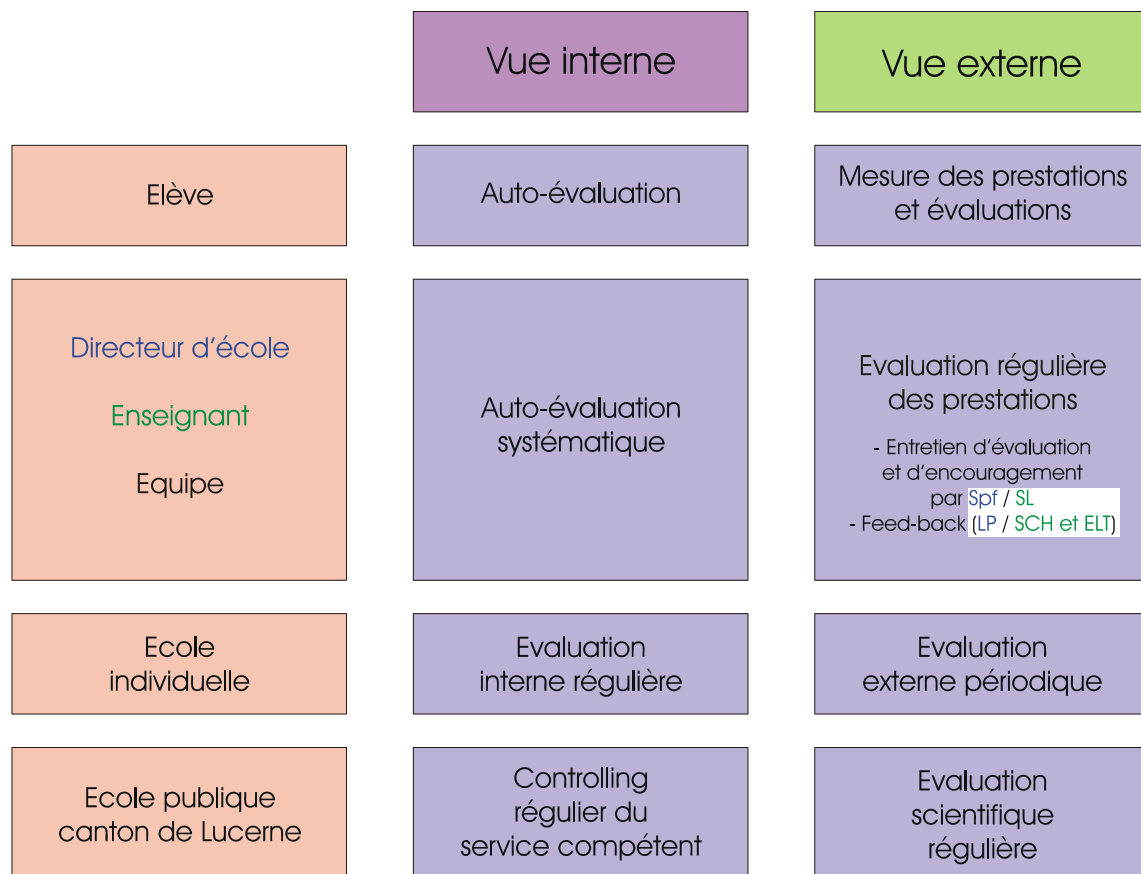 Vue interne
Vue externe
Elève
Auto-évaluation
Mesure des prestations
et évaluations
Directeur d'école
Enseignant
Equipe
Auto-évaluation
systématique
Evaluation régulière
des prestations
- Entretien d'évaluation
et d'encouragement
par Spf / SL
- Feed-back (LP / SCH et ELT)
Ecole
individuelle
Evaluation
interne régulière
Evaluation
externe périodique
Ecole publique
canton de Lucerne
Controlling
régulier du
service compétent
Evaluation
scientifique
régulière